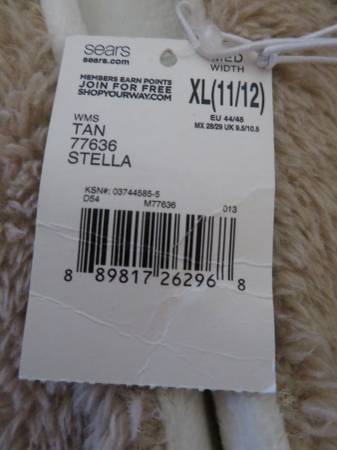 sears
sears.com
MED
WIDTH
MEMBERS EARN POINTS
JOIN FOR FREE
SHOPYOURWAY.COM
XL(11/12)
EU 44/45
MX 28/29 UK 9.5/10.5
WMS
TAN
77636
STELLA
KSN#: 03744585-5
D54 M77636 013
8 89817 26296 8